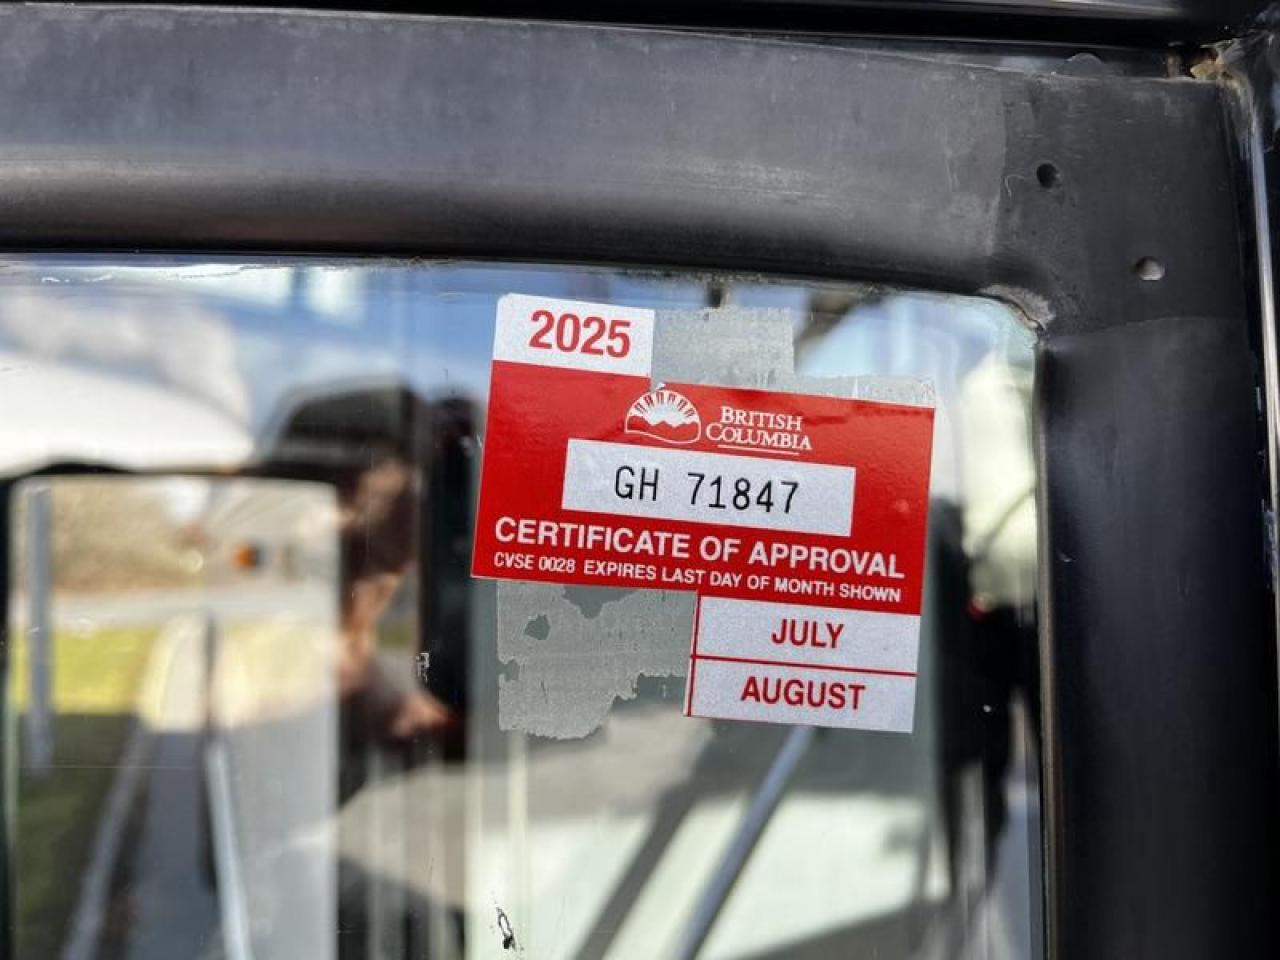 2025
BRITISH
COLUMBIA
GH 71847
CERTIFICATE OF APPROVAL
CVSE 0028 EXPIRES LAST DAY OF MONTH SHOWN
JULY
AUGUST